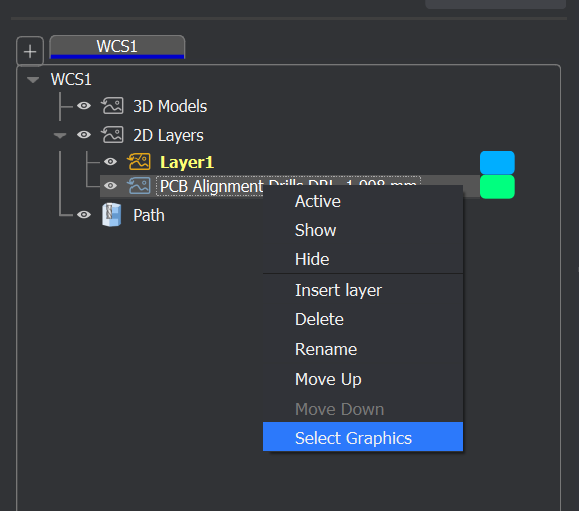 + WCS1
WCS1
3D Models
2D Layers
Layer1
PCB Alignment Drills DRL 1.008 mm
Path
Active
Show
Hide
Insert layer
Delete
Rename
Move Up
Move Down
Select Graphics